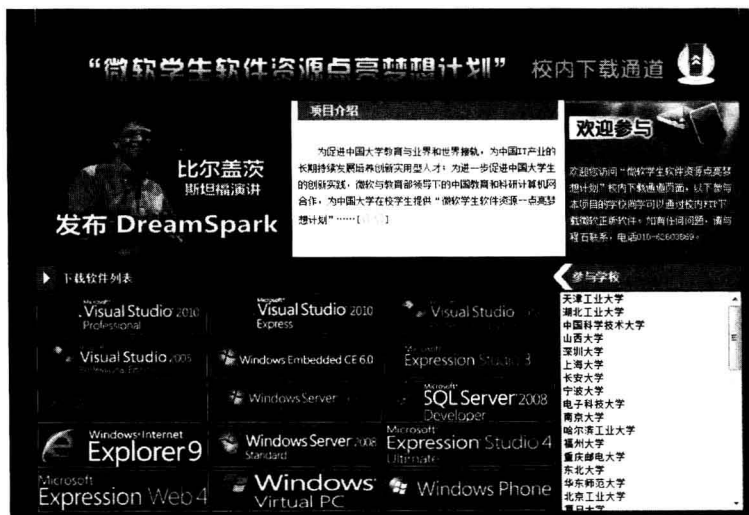 “微软学生软件资源点亮梦想计划” 校内下载通道
比尔盖茨
斯坦福演讲
发布 DreamSpark
项目介绍
为促进中国大学教育与业界和世界接轨，为中国IT产业的
长期持续发展培养创新实用型人才；为进一步促进中国大学生
的创新实践，微软与教育部领导下的中国教育和科研计算机网
合作，为中国大学在校学生提供“微软学生软件资源—点亮梦
想计划”……[
欢迎参与
欢迎您访问“微软学生软件资源点亮梦
想计划”校内下载通道页面，以下参与
本项目的学校同学可以通过校内FTP下
载微软正版软件。如有任何问题，请与
程石联系，电话010-62603869。
下载软件列表
Microsoft
Visual Studio 2010
Professional
Microsoft
Visual Studio 2010
Express
Visual Studio
Visual Studio 2005
Windows Embedded CE 6.0
Expression Studio 3
Windows Server
Microsoft
SQL Server 2008
Developer
Windows Internet
Explorer 9
Windows Server 2008
Standard
Microsoft
Expression Studio 4
Ultimate
Microsoft
Expression Web 4
Windows
Virtual PC
Windows Phone
参与学校
天津工业大学
湖北工业大学
中国科学技术大学
山西大学
深圳大学
上海大学
长安大学
宁波大学
电子科技大学
南京大学
哈尔滨工业大学
福州大学
重庆邮电大学
东北大学
华东师范大学
北京工业大学
复旦大学